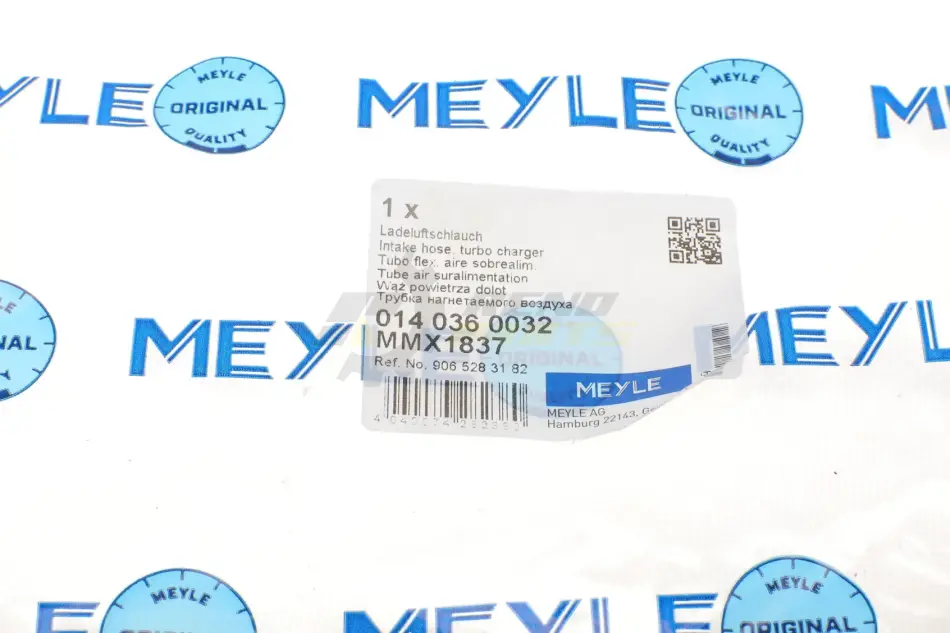 MEYLE
ORIGINAL
QUALITY
MEYLE
MEYLE
ORIGINAL
QUALITY
1 x
Ladeluftschlauch
Intake hose, turbo charger
Tubo flex. aire sobrealim.
Tube air suralimentation
Wąż powietrza dolot
Трубка нагнетаемого воздуха
014 036 0032
MMX1837
Ref. No. 906 528 31 82
MEYLE
MEYLE AG
Hamburg 22143,
ORIGINAL
MEYLE
MEYLE
MEYLE
MEYLE
MEYLE